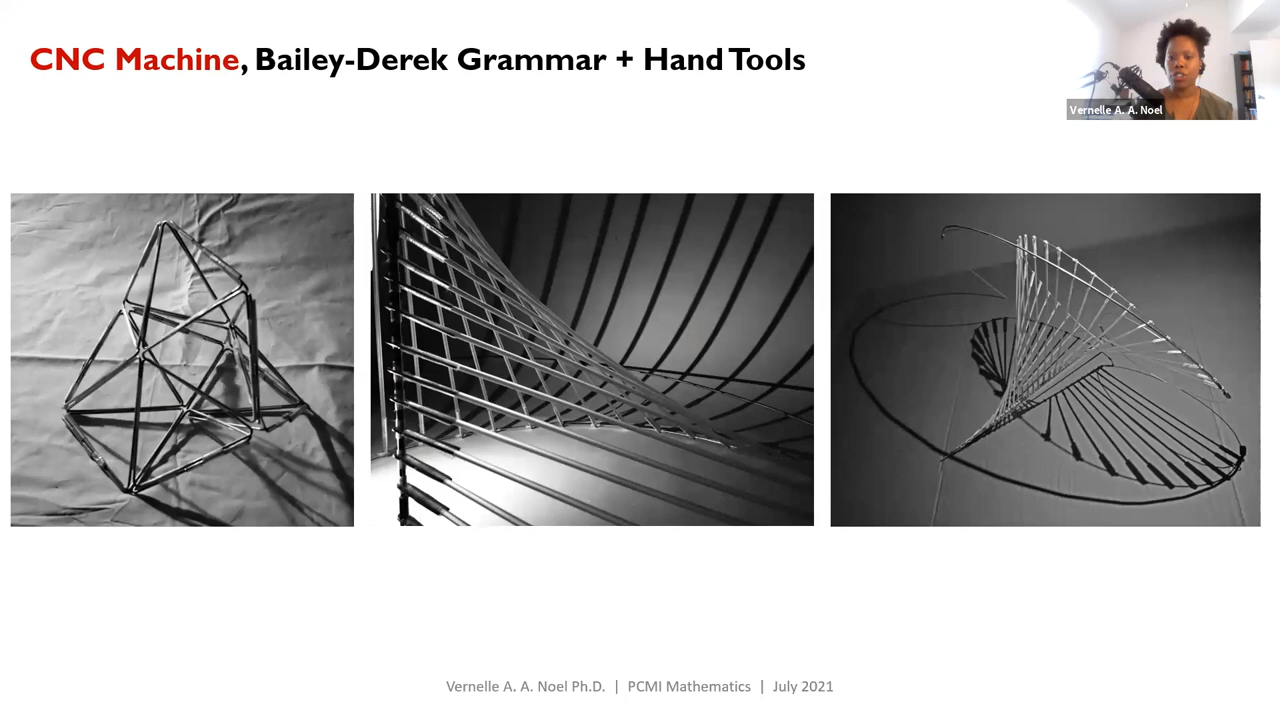 CNC Machine, Bailey-Derek Grammar + Hand Tools
Vernelle A. A. Noel
Vernelle A. A. Noel Ph.D. | PCMI Mathematics | July 2021